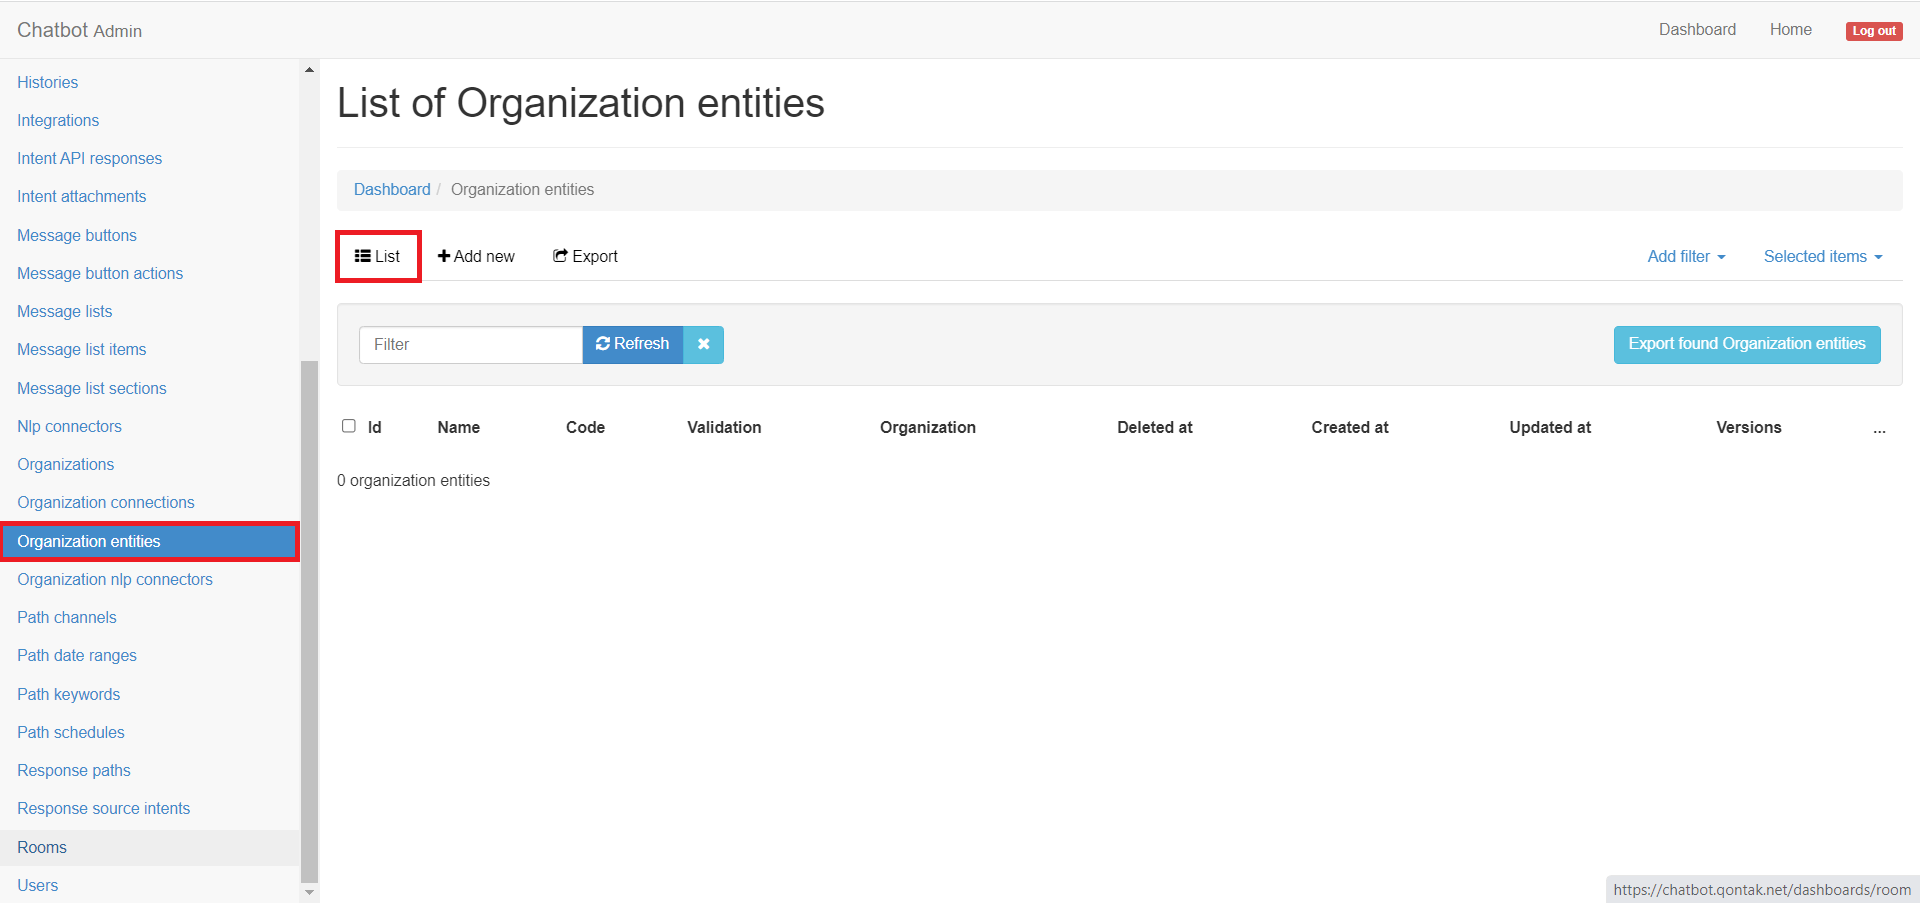 Chatbot Admin
Dashboard Home Log out
Histories
Integrations
Intent API responses
Intent attachments
Message buttons
Message button actions
Message lists
Message list items
Message list sections
Nlp connectors
Organizations
Organization connections
Organization entities
Organization nlp connectors
Path channels
Path date ranges
Path keywords
Path schedules
Response paths
Response source intents
Rooms
Users
List of Organization entities
Dashboard / Organization entities
List Add new Export Add filter Selected items
Filter Refresh Export found Organization entities
Id Name Code Validation Organization Deleted at Created at Updated at Versions ...
0 organization entities
https://chatbot.qontak.net/dashboards/room